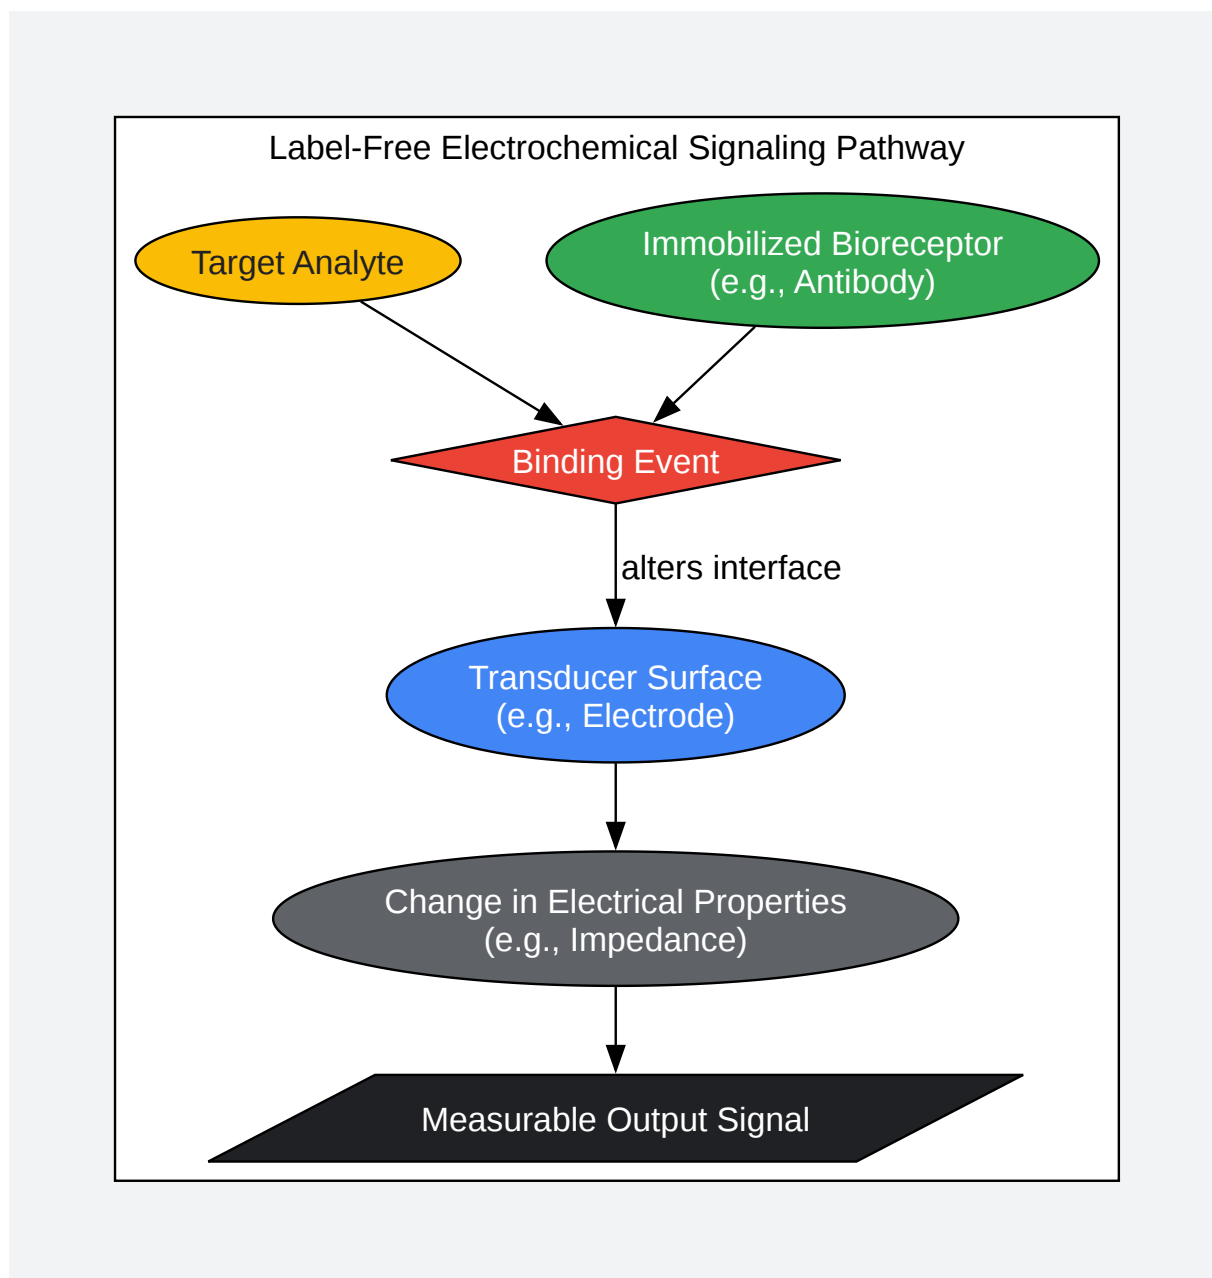 Label-Free Electrochemical Signaling Pathway
Target Analyte
Immobilized Bioreceptor
(e.g., Antibody)
Binding Event
alters interface
Transducer Surface
(e.g., Electrode)
Change in Electrical Properties
(e.g., Impedance)
Measurable Output Signal